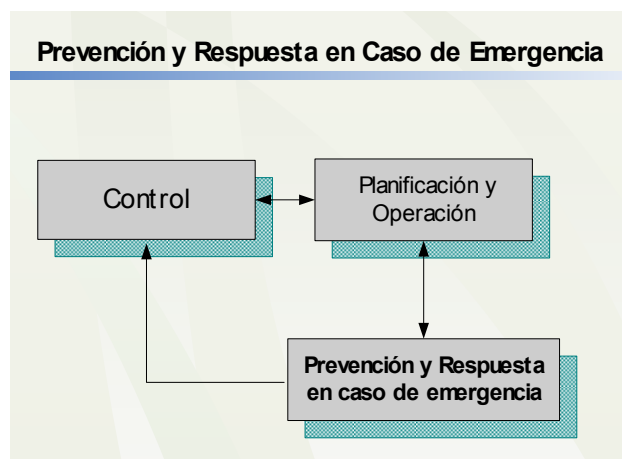 Prevención y Respuesta en Caso de Emergencia
Control
Planificación y
Operación
Prevención y Respuesta
en caso de emergencia